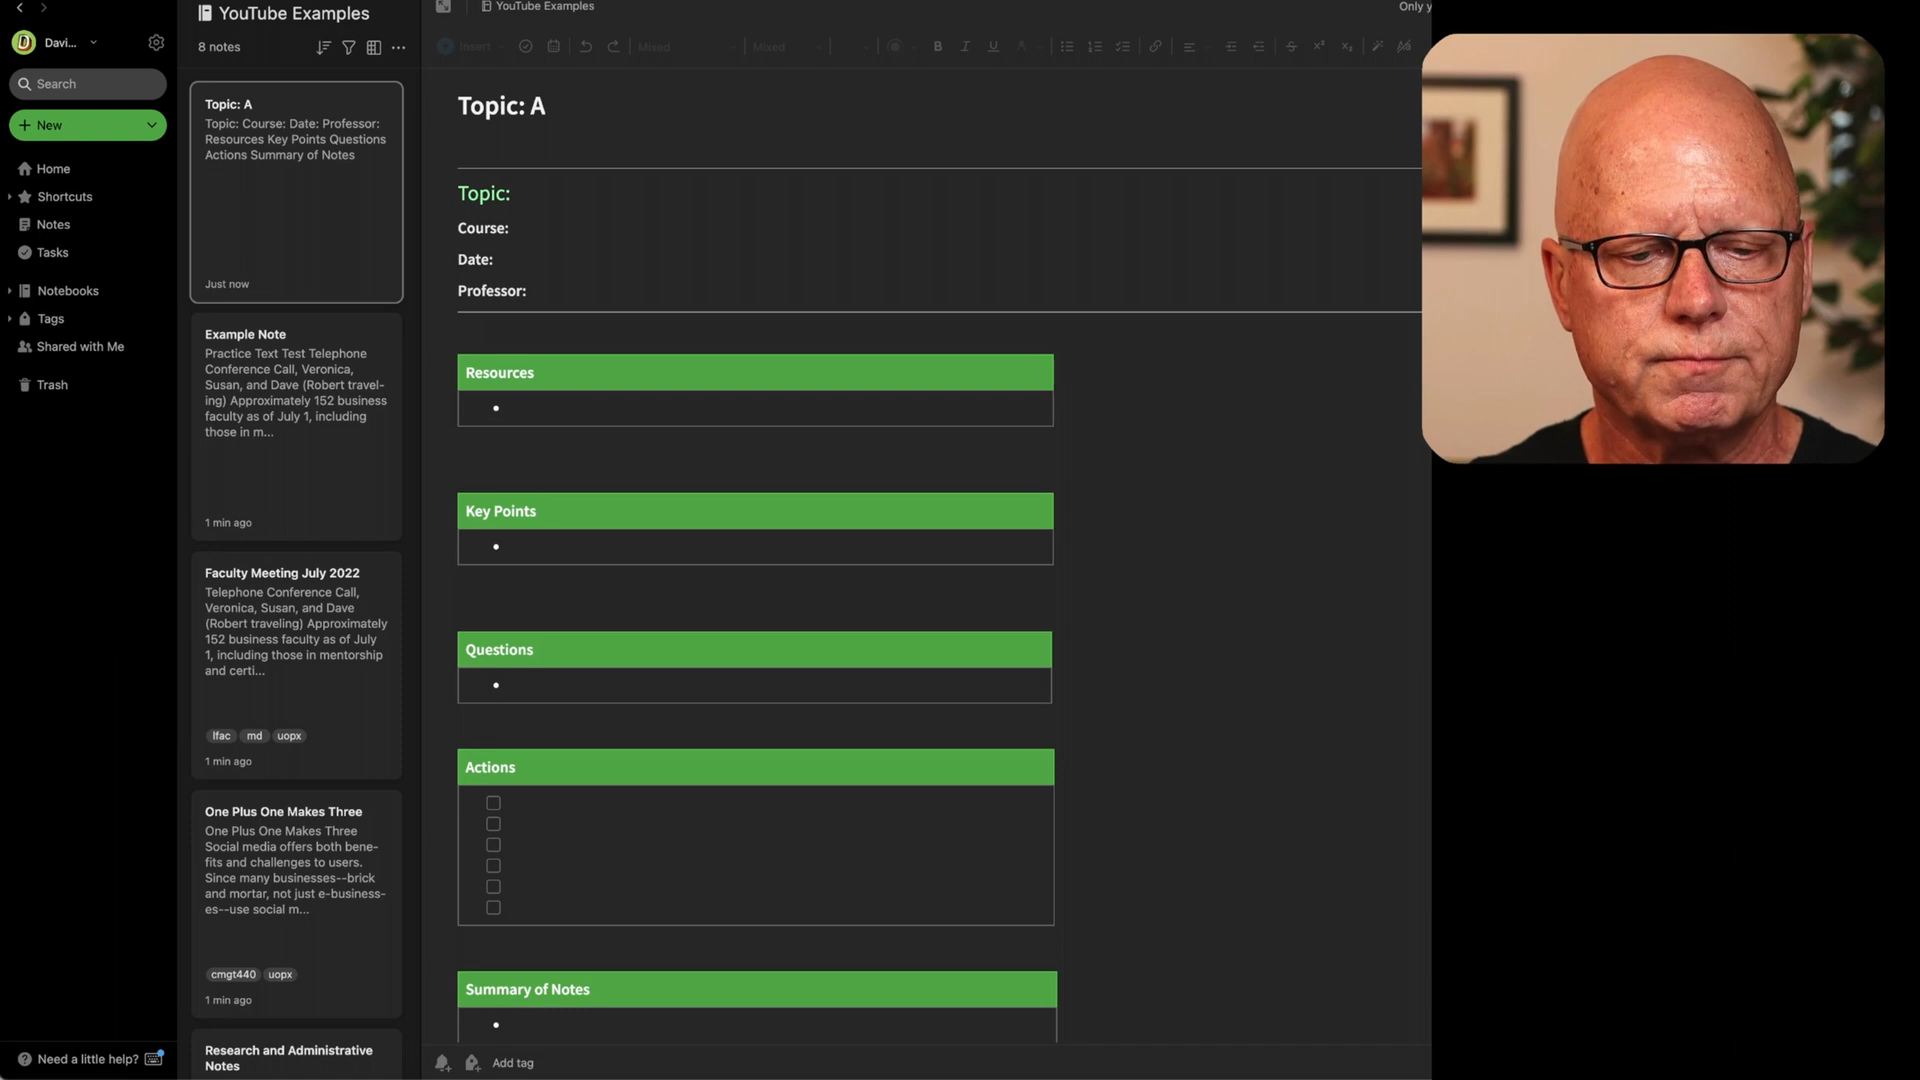 YouTube Examples
8 notes
Davi...
Search
New
Home
Shortcuts
Notes
Tasks
Notebooks
Tags
Shared with Me
Trash
Need a little help?
Topic: A
Topic: Course: Date: Professor:
Resources Key Points Questions
Actions Summary of Notes
Just now
Example Note
Practice Text Test Telephone
Conference Call, Veronica,
Susan, and Dave (Robert travel-
ing) Approximately 152 business
faculty as of July 1, including
those in m...
1 min ago
Faculty Meeting July 2022
Telephone Conference Call,
Veronica, Susan, and Dave
(Robert traveling) Approximately
152 business faculty as of July
1, including those in mentorship
and certi...
lfac md uopx
1 min ago
One Plus One Makes Three
One Plus One Makes Three
Social media offers both bene-
fits and challenges to users.
Since many businesses--brick
and mortar, not just e-business-
es--use social m...
cmgt440 uopx
1 min ago
Research and Administrative
Notes
YouTube Examples
Only y
Insert
Mixed
Mixed
Topic: A
Topic:
Course:
Date:
Professor:
Resources
Key Points
Questions
Actions
Summary of Notes
Add tag